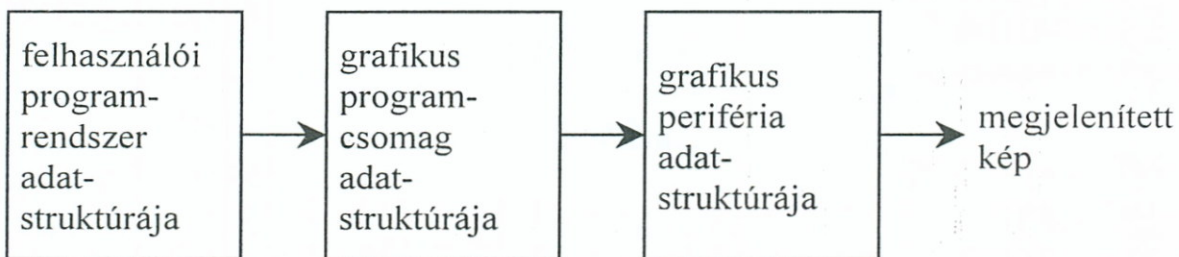 felhasználói
program-
rendszer
adat-
struktúrája
grafikus
program-
csomag
adat-
struktúrája
grafikus
periféria
adat-
struktúrája
megjelenített
kép